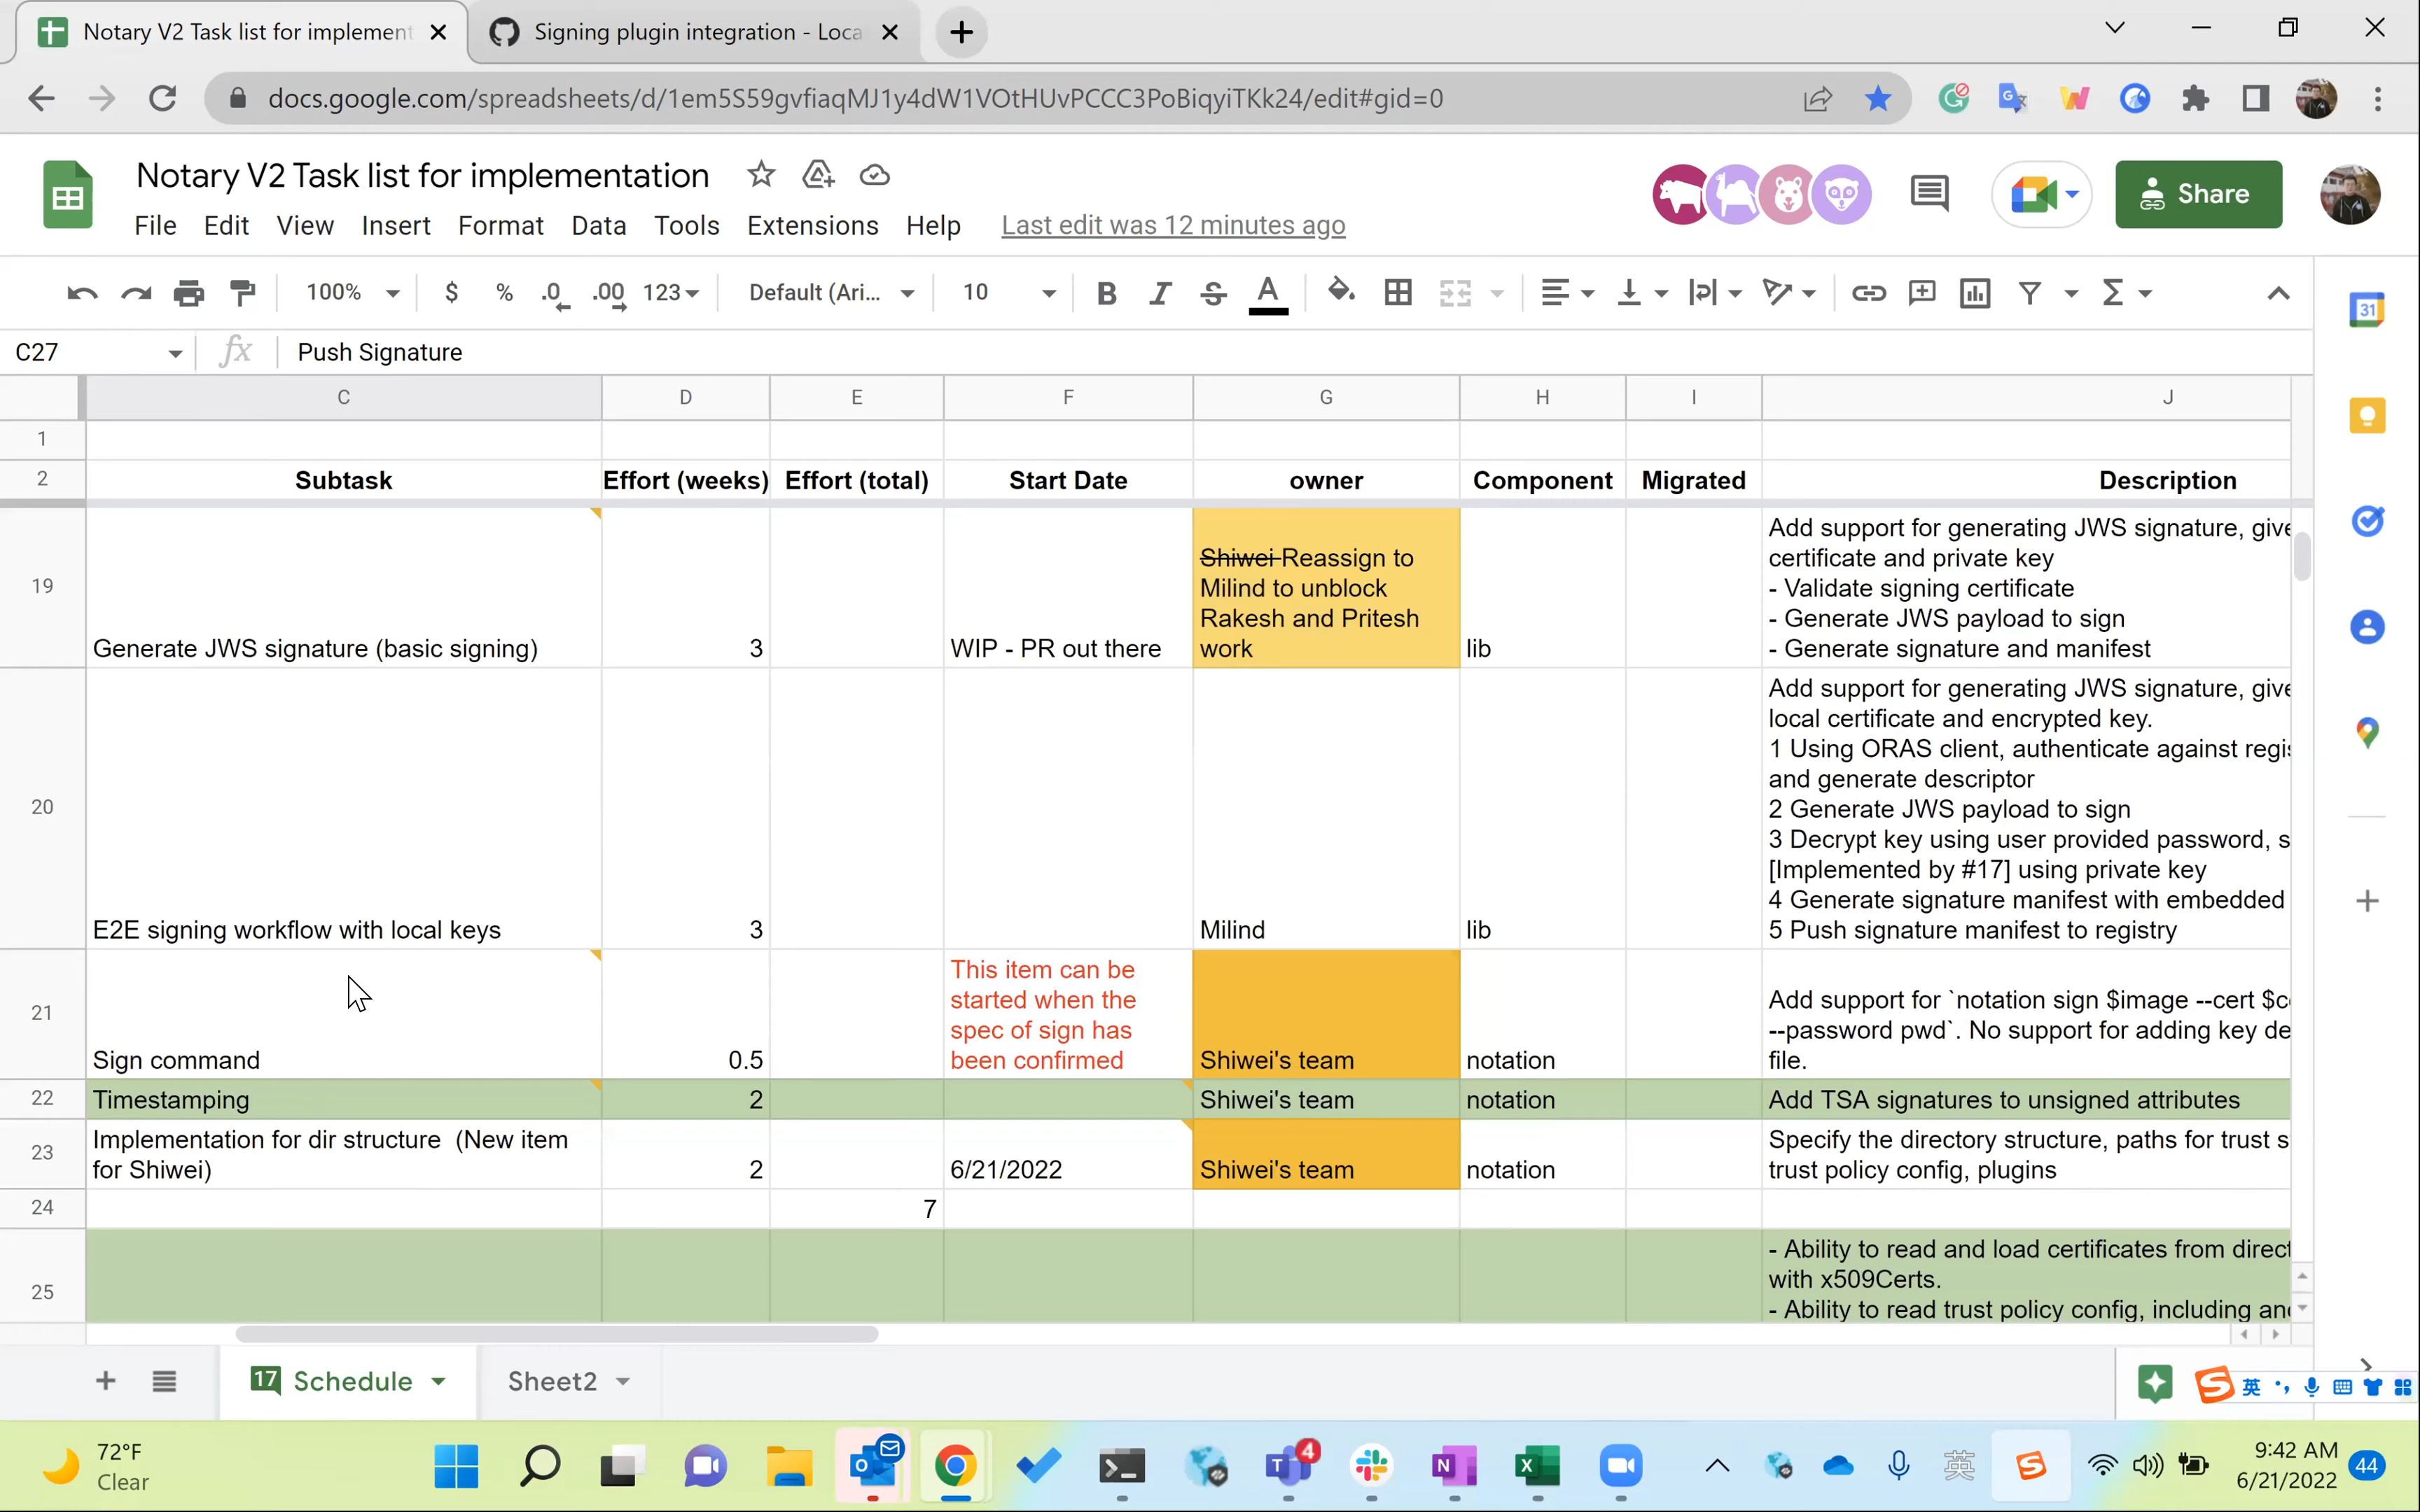 Notary V2 Task list for implement
Signing plugin integration - Loca
docs.google.com/spreadsheets/d/1em5S59gvfiaqMJ1y4dW1VOtHUvPCCC3PoBiqyiTKk24/edit#gid=0
Notary V2 Task list for implementation
File Edit View Insert Format Data Tools Extensions Help Last edit was 12 minutes ago
Share
100% $ % .0 .00 123 Default (Ari... 10 B I S A
31
C27 fx Push Signature
C D E F G H I J
1
2 Subtask Effort (weeks) Effort (total) Start Date owner Component Migrated Description
19 Generate JWS signature (basic signing) 3 WIP - PR out there
Shiwei Reassign to
Milind to unblock
Rakesh and Pritesh
work
lib
Add support for generating JWS signature, give
certificate and private key
- Validate signing certificate
- Generate JWS payload to sign
- Generate signature and manifest
20 E2E signing workflow with local keys 3 Milind lib
Add support for generating JWS signature, give
local certificate and encrypted key.
1 Using ORAS client, authenticate against regis
and generate descriptor
2 Generate JWS payload to sign
3 Decrypt key using user provided password, s
[Implemented by #17] using private key
4 Generate signature manifest with embedded
5 Push signature manifest to registry
21 Sign command 0.5
This item can be
started when the
spec of sign has
been confirmed
Shiwei's team notation
Add support for `notation sign $image --cert $c
--password pwd`. No support for adding key de
file.
22 Timestamping 2 Shiwei's team notation Add TSA signatures to unsigned attributes
23 Implementation for dir structure (New item
for Shiwei)
2 6/21/2022 Shiwei's team notation
Specify the directory structure, paths for trust s
trust policy config, plugins
24 7
25
- Ability to read and load certificates from direct
with x509Certs.
- Ability to read trust policy config, including an
17 Schedule Sheet2
英
72°F
Clear
4
英
9:42 AM
6/21/2022
44